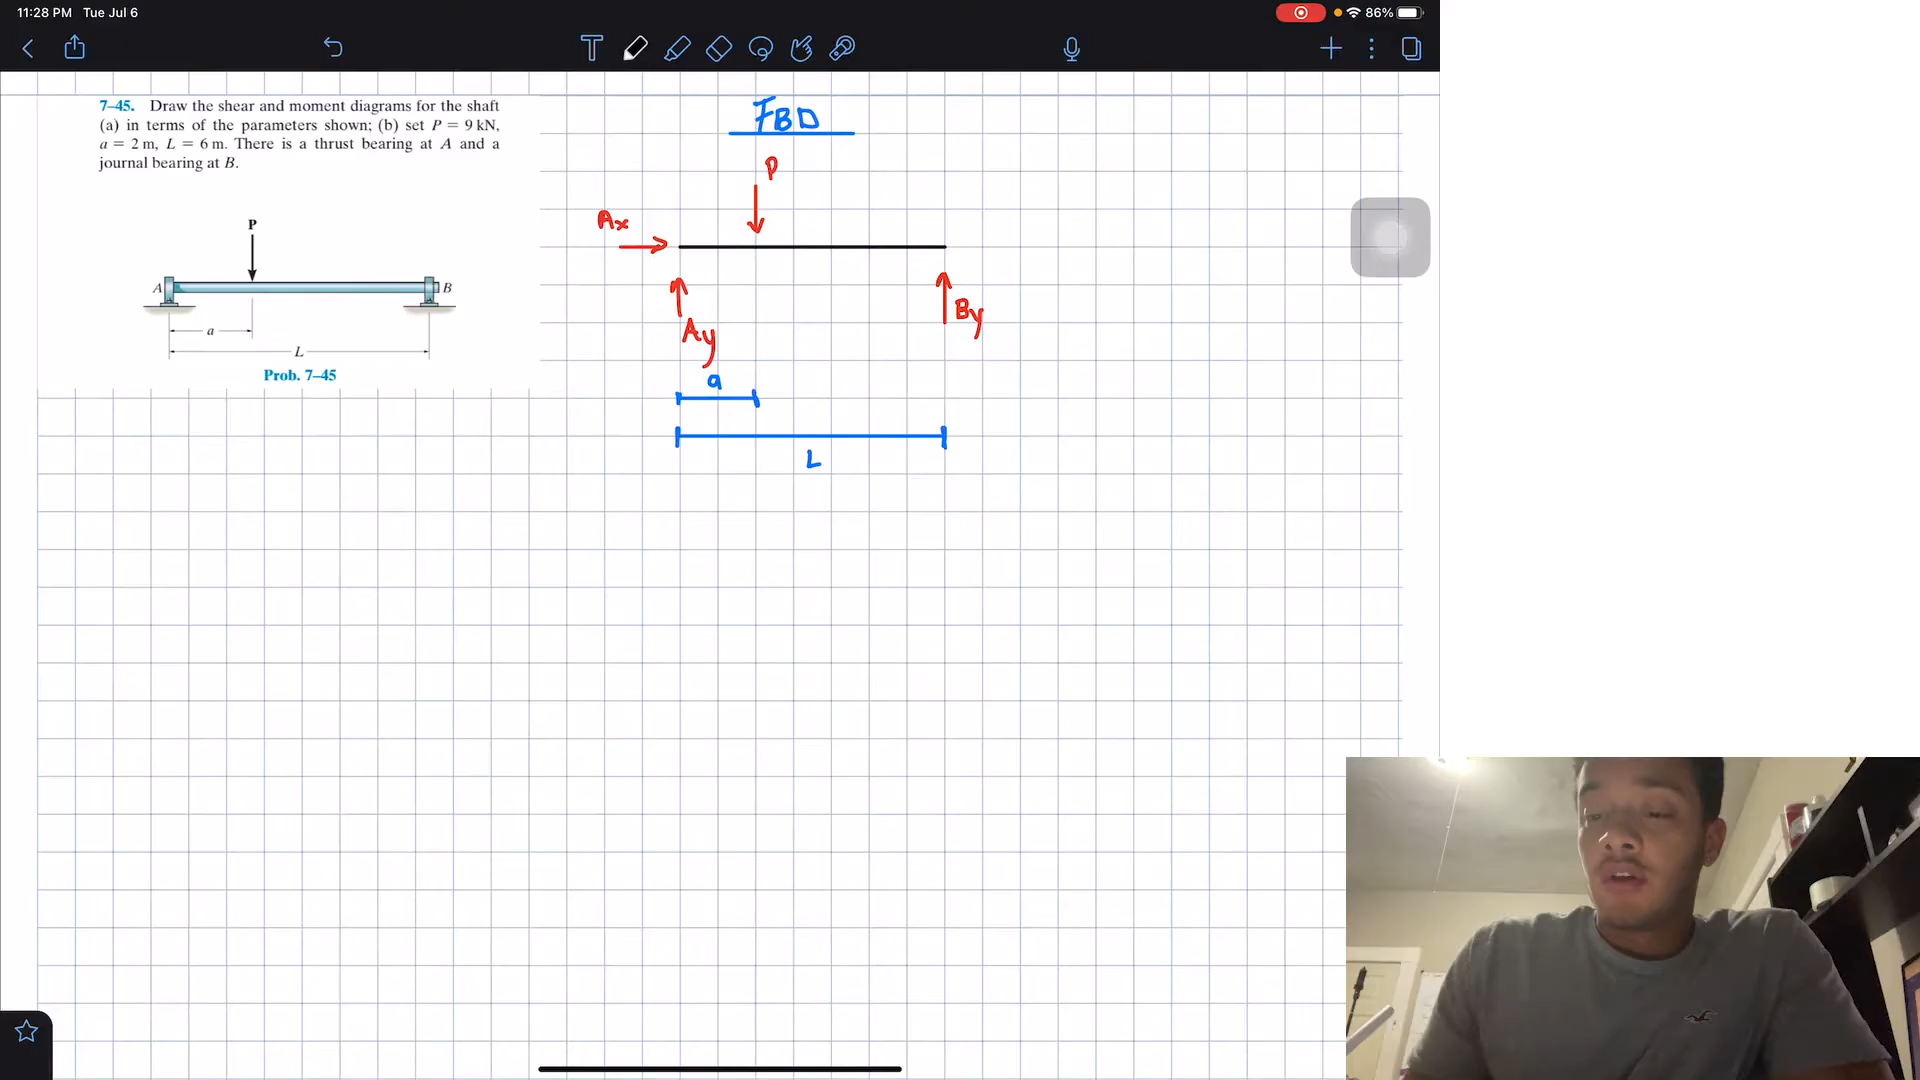 11:28 PM Tue Jul 6
86%
7–45. Draw the shear and moment diagrams for the shaft
(a) in terms of the parameters shown; (b) set P = 9 kN,
a = 2 m, L = 6 m. There is a thrust bearing at A and a
journal bearing at B.
P
A
B
a
L
Prob. 7–45
FBD
P
Ax
Ay
By
a
L